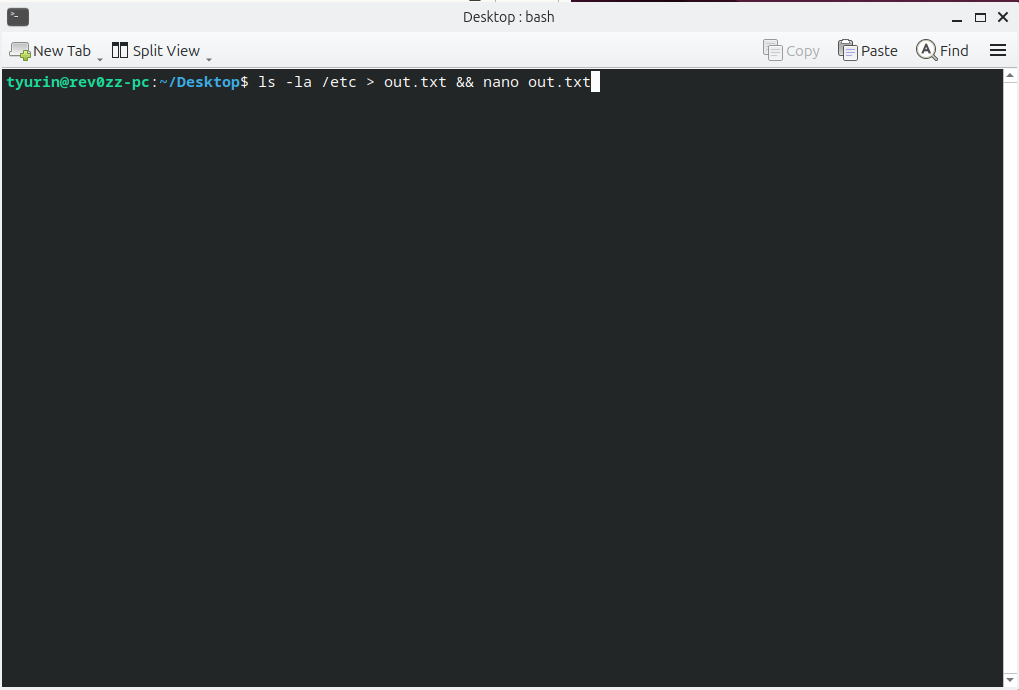 Desktop : bash
New Tab Split View Copy Paste Find
tyurin@rev0zz-pc:~/Desktop$ ls -la /etc > out.txt && nano out.txt